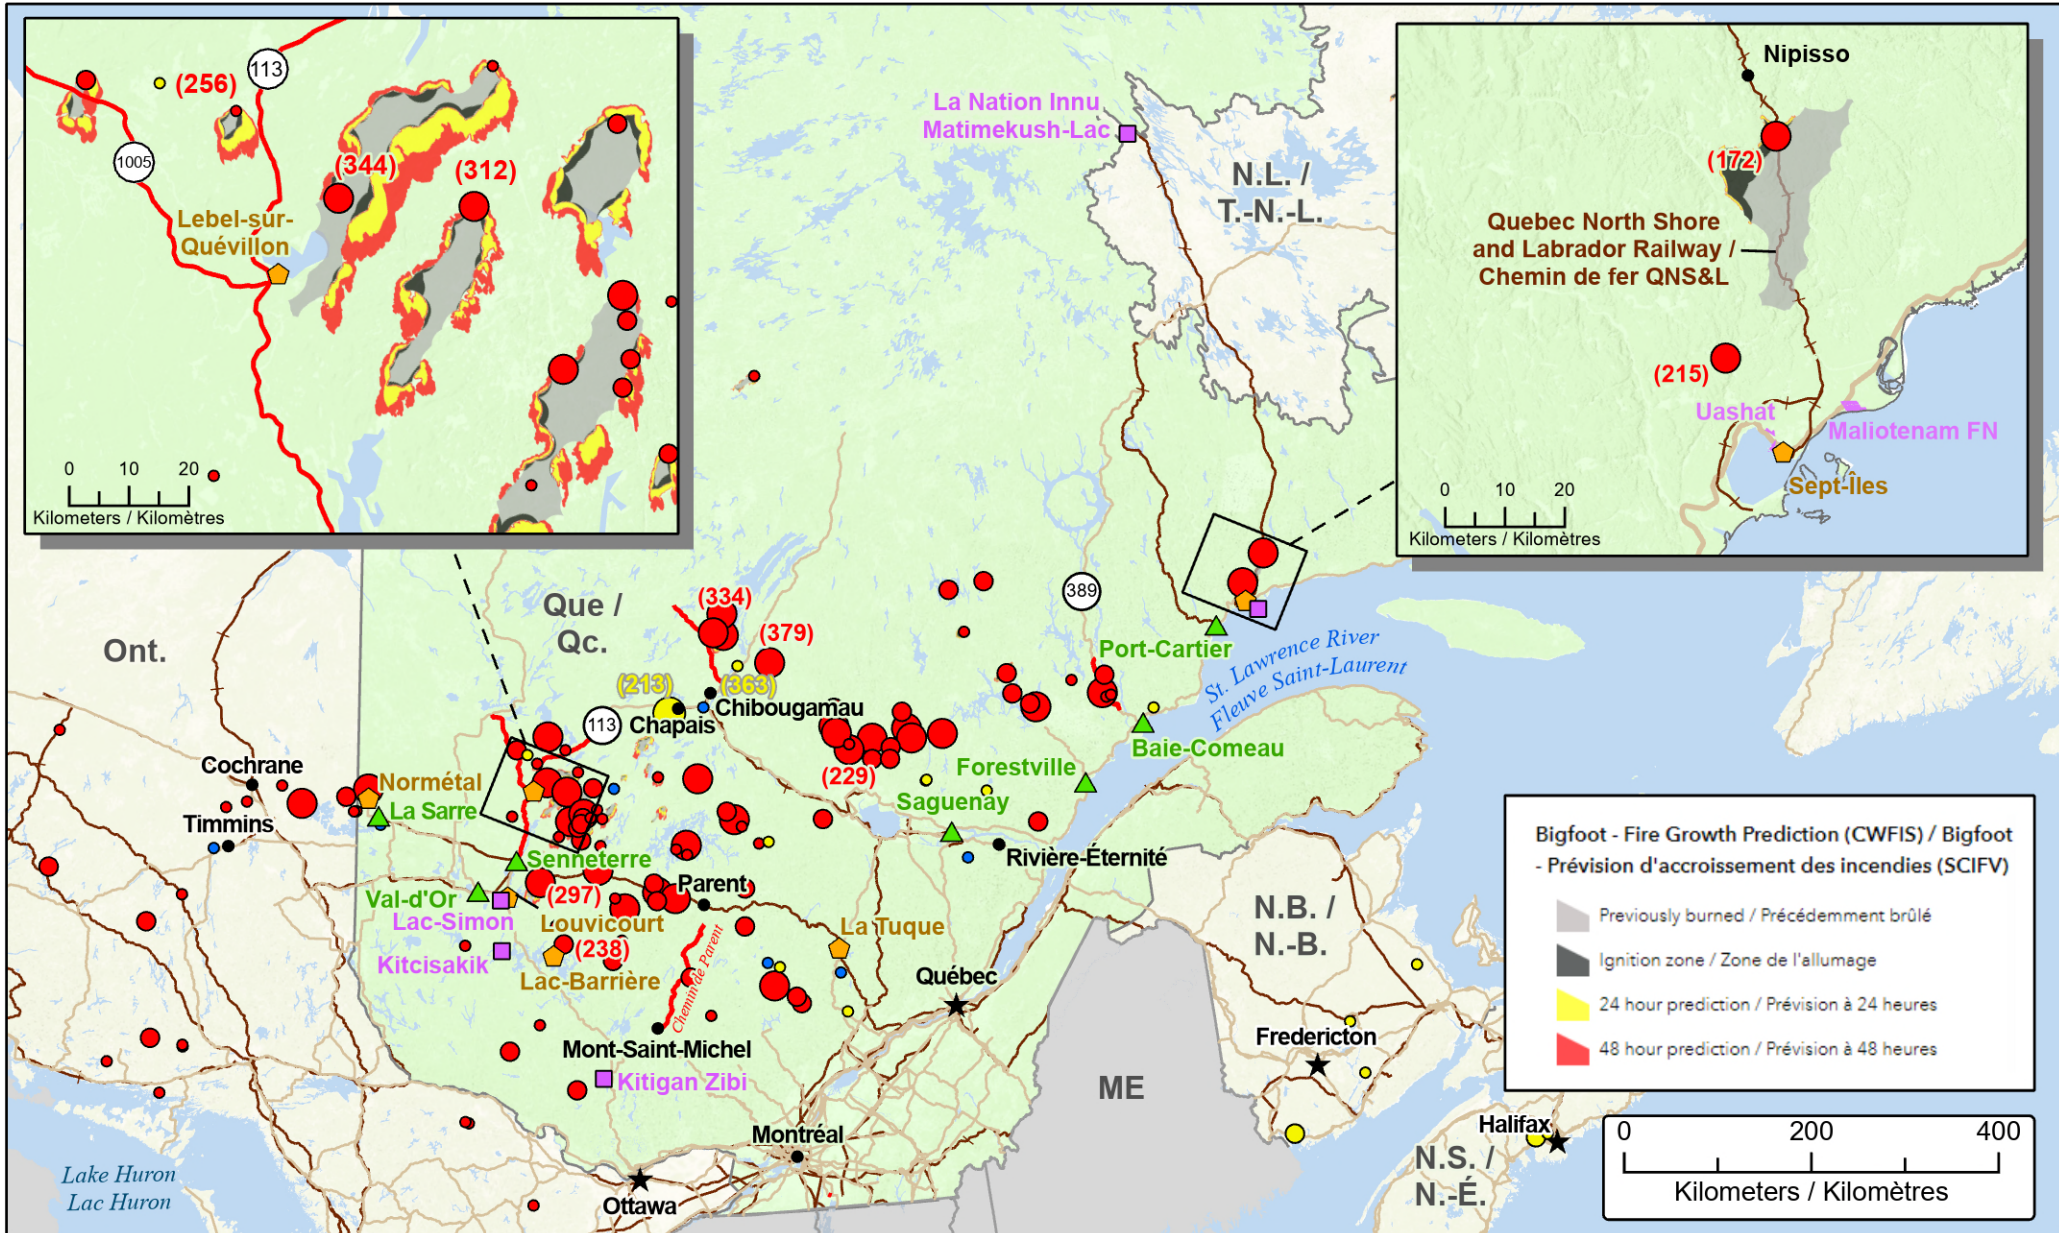 (256)
113
1005
(344)
(312)
Lebel-sur-
Quévillon
0 10 20
Kilometers / Kilomètres
La Nation Innu
Matimekush-Lac
N.L. /
T.-N.-L.
Nipisso
(172)
Quebec North Shore
and Labrador Railway /
Chemin de fer QNS&L
(215)
Uashat
Maliotenam FN
Sept-Îles
0 10 20
Kilometers / Kilomètres
Ont.
Que /
Qc.
(334)
(379)
389
Port-Cartier
St. Lawrence River
Fleuve Saint-Laurent
(213)
(363)
Chibougamau
Chapais
113
Baie-Comeau
Cochrane
Normétal
La Sarre
Timmins
(229)
Forestville
Saguenay
Rivière-Éternité
Senneterre
Val-d'Or
(297)
Parent
Lac-Simon
Louvicourt
La Tuque
Kitcisakik
(238)
Lac-Barrière
Chemin de Parent
Québec
Mont-Saint-Michel
Kitigan Zibi
Montréal
Ottawa
Lake Huron
Lac Huron
ME
N.B. /
N.-B.
Fredericton
Halifax
N.S. /
N.-É.
Bigfoot - Fire Growth Prediction (CWFIS) / Bigfoot
- Prévision d'accroissement des incendies (SCIFV)
Previously burned / Précédemment brûlé
Ignition zone / Zone de l'allumage
24 hour prediction / Prévision à 24 heures
48 hour prediction / Prévision à 48 heures
0 200 400
Kilometers / Kilomètres